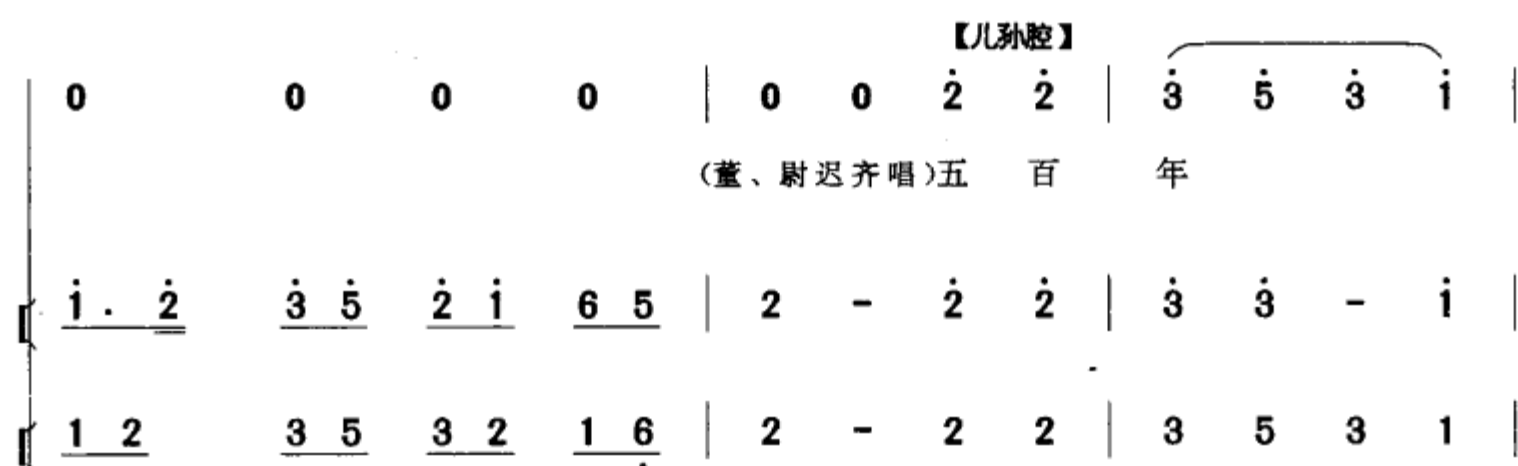 【儿孙腔】
0 0 0 0 | 0 0 2̇ 2̇ | 3̇ 5̇ 3̇ 1̇ |
(董、尉迟齐唱)五 百 年
1̇ . 2̇ 3̇ 5̇ 2̇ 1̇ 6 5 | 2 - 2̇ 2̇ | 3̇ 3̇ - 1̇ |
1 2 3 5 3 2 1 6̣ | 2 - 2 2 | 3 5 3 1 |